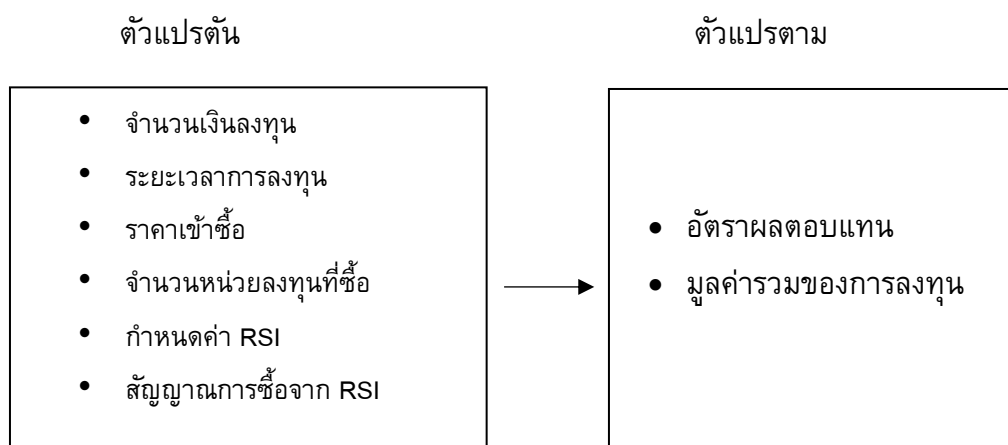 ตัวแปรต้น
ตัวแปรตาม
• จำนวนเงินลงทุน
• ระยะเวลาการลงทุน
• ราคาเข้าซื้อ
• จำนวนหน่วยลงทุนที่ซื้อ
• กำหนดค่า RSI
• สัญญาณการซื้อจาก RSI
• อัตราผลตอบแทน
• มูลค่ารวมของการลงทุน